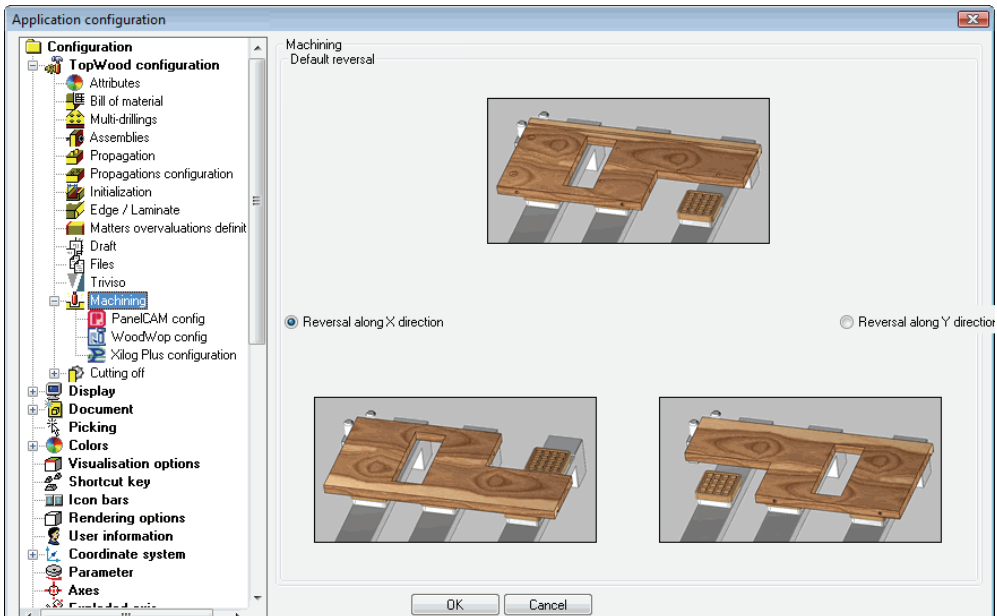 Application configuration
Configuration
TopWood configuration
Attributes
Bill of material
Multi-drillings
Assemblies
Propagation
Propagations configuration
Initialization
Edge / Laminate
Matters overvaluations definit
Draft
Files
Triviso
Machining
PanelCAM config
WoodWop config
Xilog Plus configuration
Cutting off
Display
Document
Picking
Colors
Visualisation options
Shortcut key
Icon bars
Rendering options
User information
Coordinate system
Parameter
Axes
Machining
Default reversal
Reversal along X direction
Reversal along Y direction
OK
Cancel